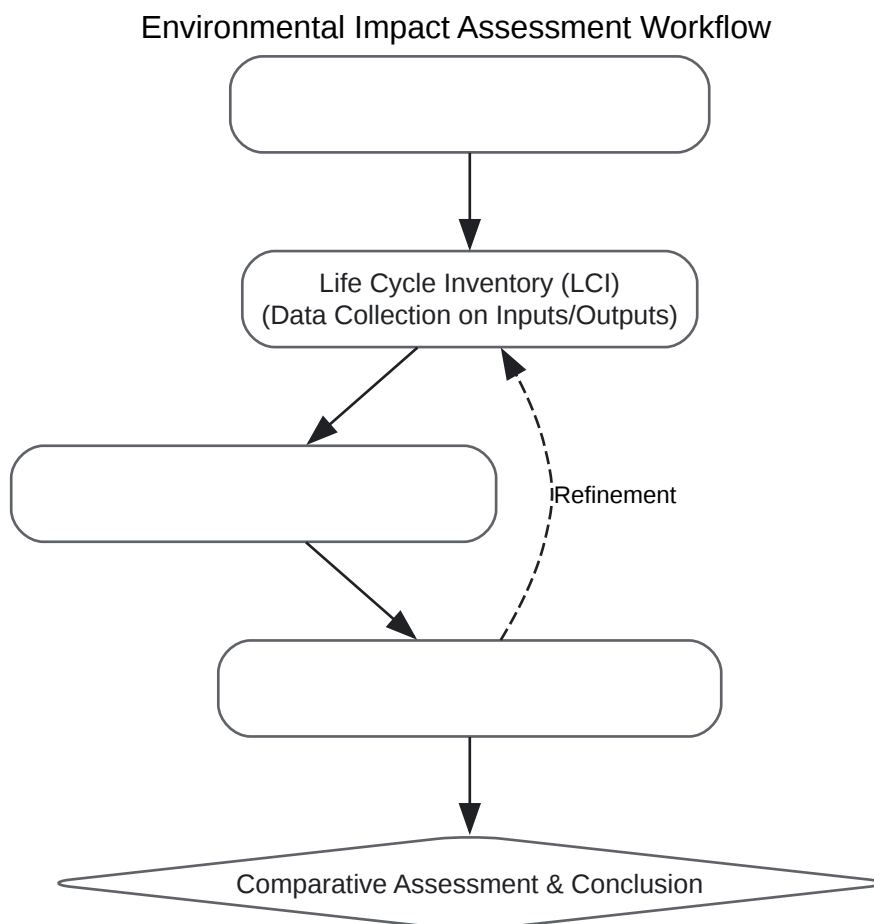 Environmental Impact Assessment Workflow
Life Cycle Inventory (LCI)
(Data Collection on Inputs/Outputs)
Refinement
Comparative Assessment & Conclusion